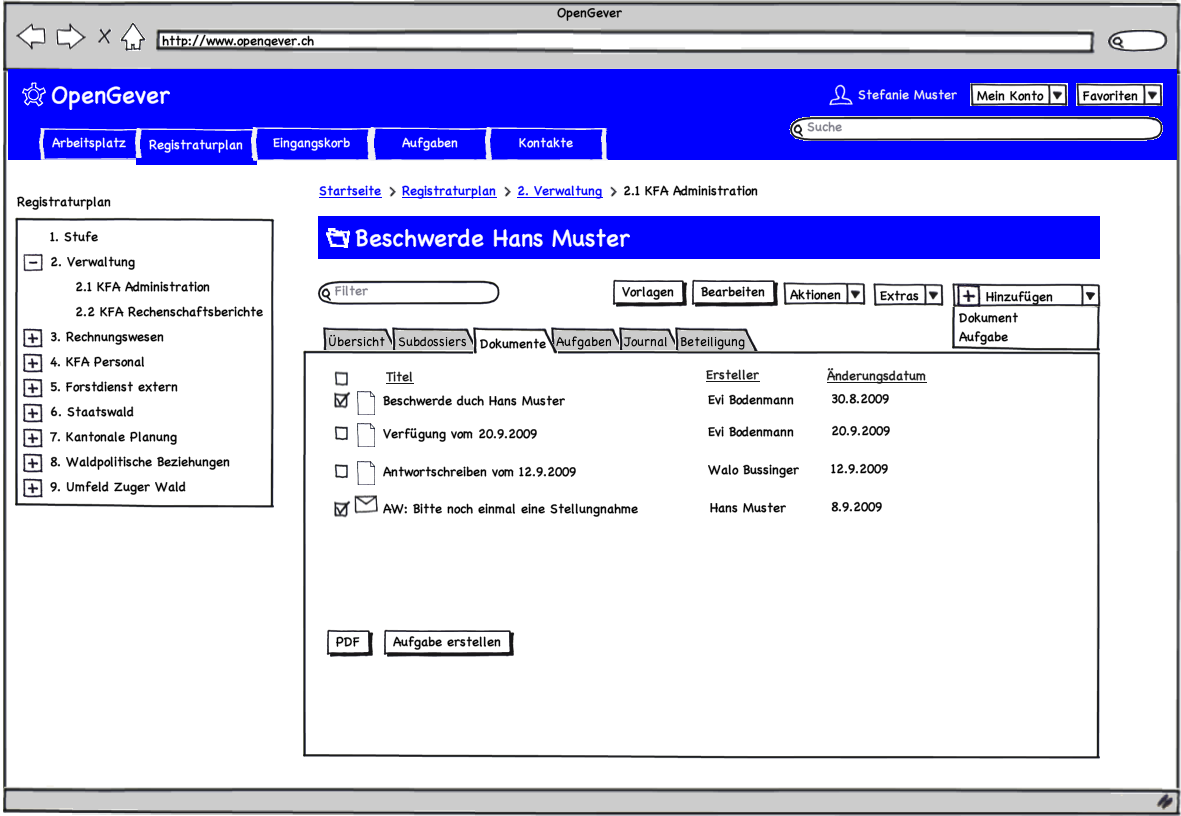 OpenGever
http://www.opengever.ch
OpenGever
Stefanie Muster
Mein Konto
Favoriten
Suche
Arbeitsplatz
Registraturplan
Eingangskorb
Aufgaben
Kontakte
Startseite > Registraturplan > 2. Verwaltung > 2.1 KFA Administration
Registraturplan
1. Stufe
2. Verwaltung
2.1 KFA Administration
2.2 KFA Rechenschaftsberichte
3. Rechnungswesen
4. KFA Personal
5. Forstdienst extern
6. Staatswald
7. Kantonale Planung
8. Waldpolitische Beziehungen
9. Umfeld Zuger Wald
Beschwerde Hans Muster
Filter
Vorlagen
Bearbeiten
Aktionen
Extras
Hinzufügen
Dokument
Aufgabe
Übersicht
Subdossiers
Dokumente
Aufgaben
Journal
Beteiligung
Titel Ersteller Änderungsdatum
Beschwerde duch Hans Muster Evi Bodenmann 30.8.2009
Verfügung vom 20.9.2009 Evi Bodenmann 20.9.2009
Antwortschreiben vom 12.9.2009 Walo Bussinger 12.9.2009
AW: Bitte noch einmal eine Stellungnahme Hans Muster 8.9.2009
PDF
Aufgabe erstellen